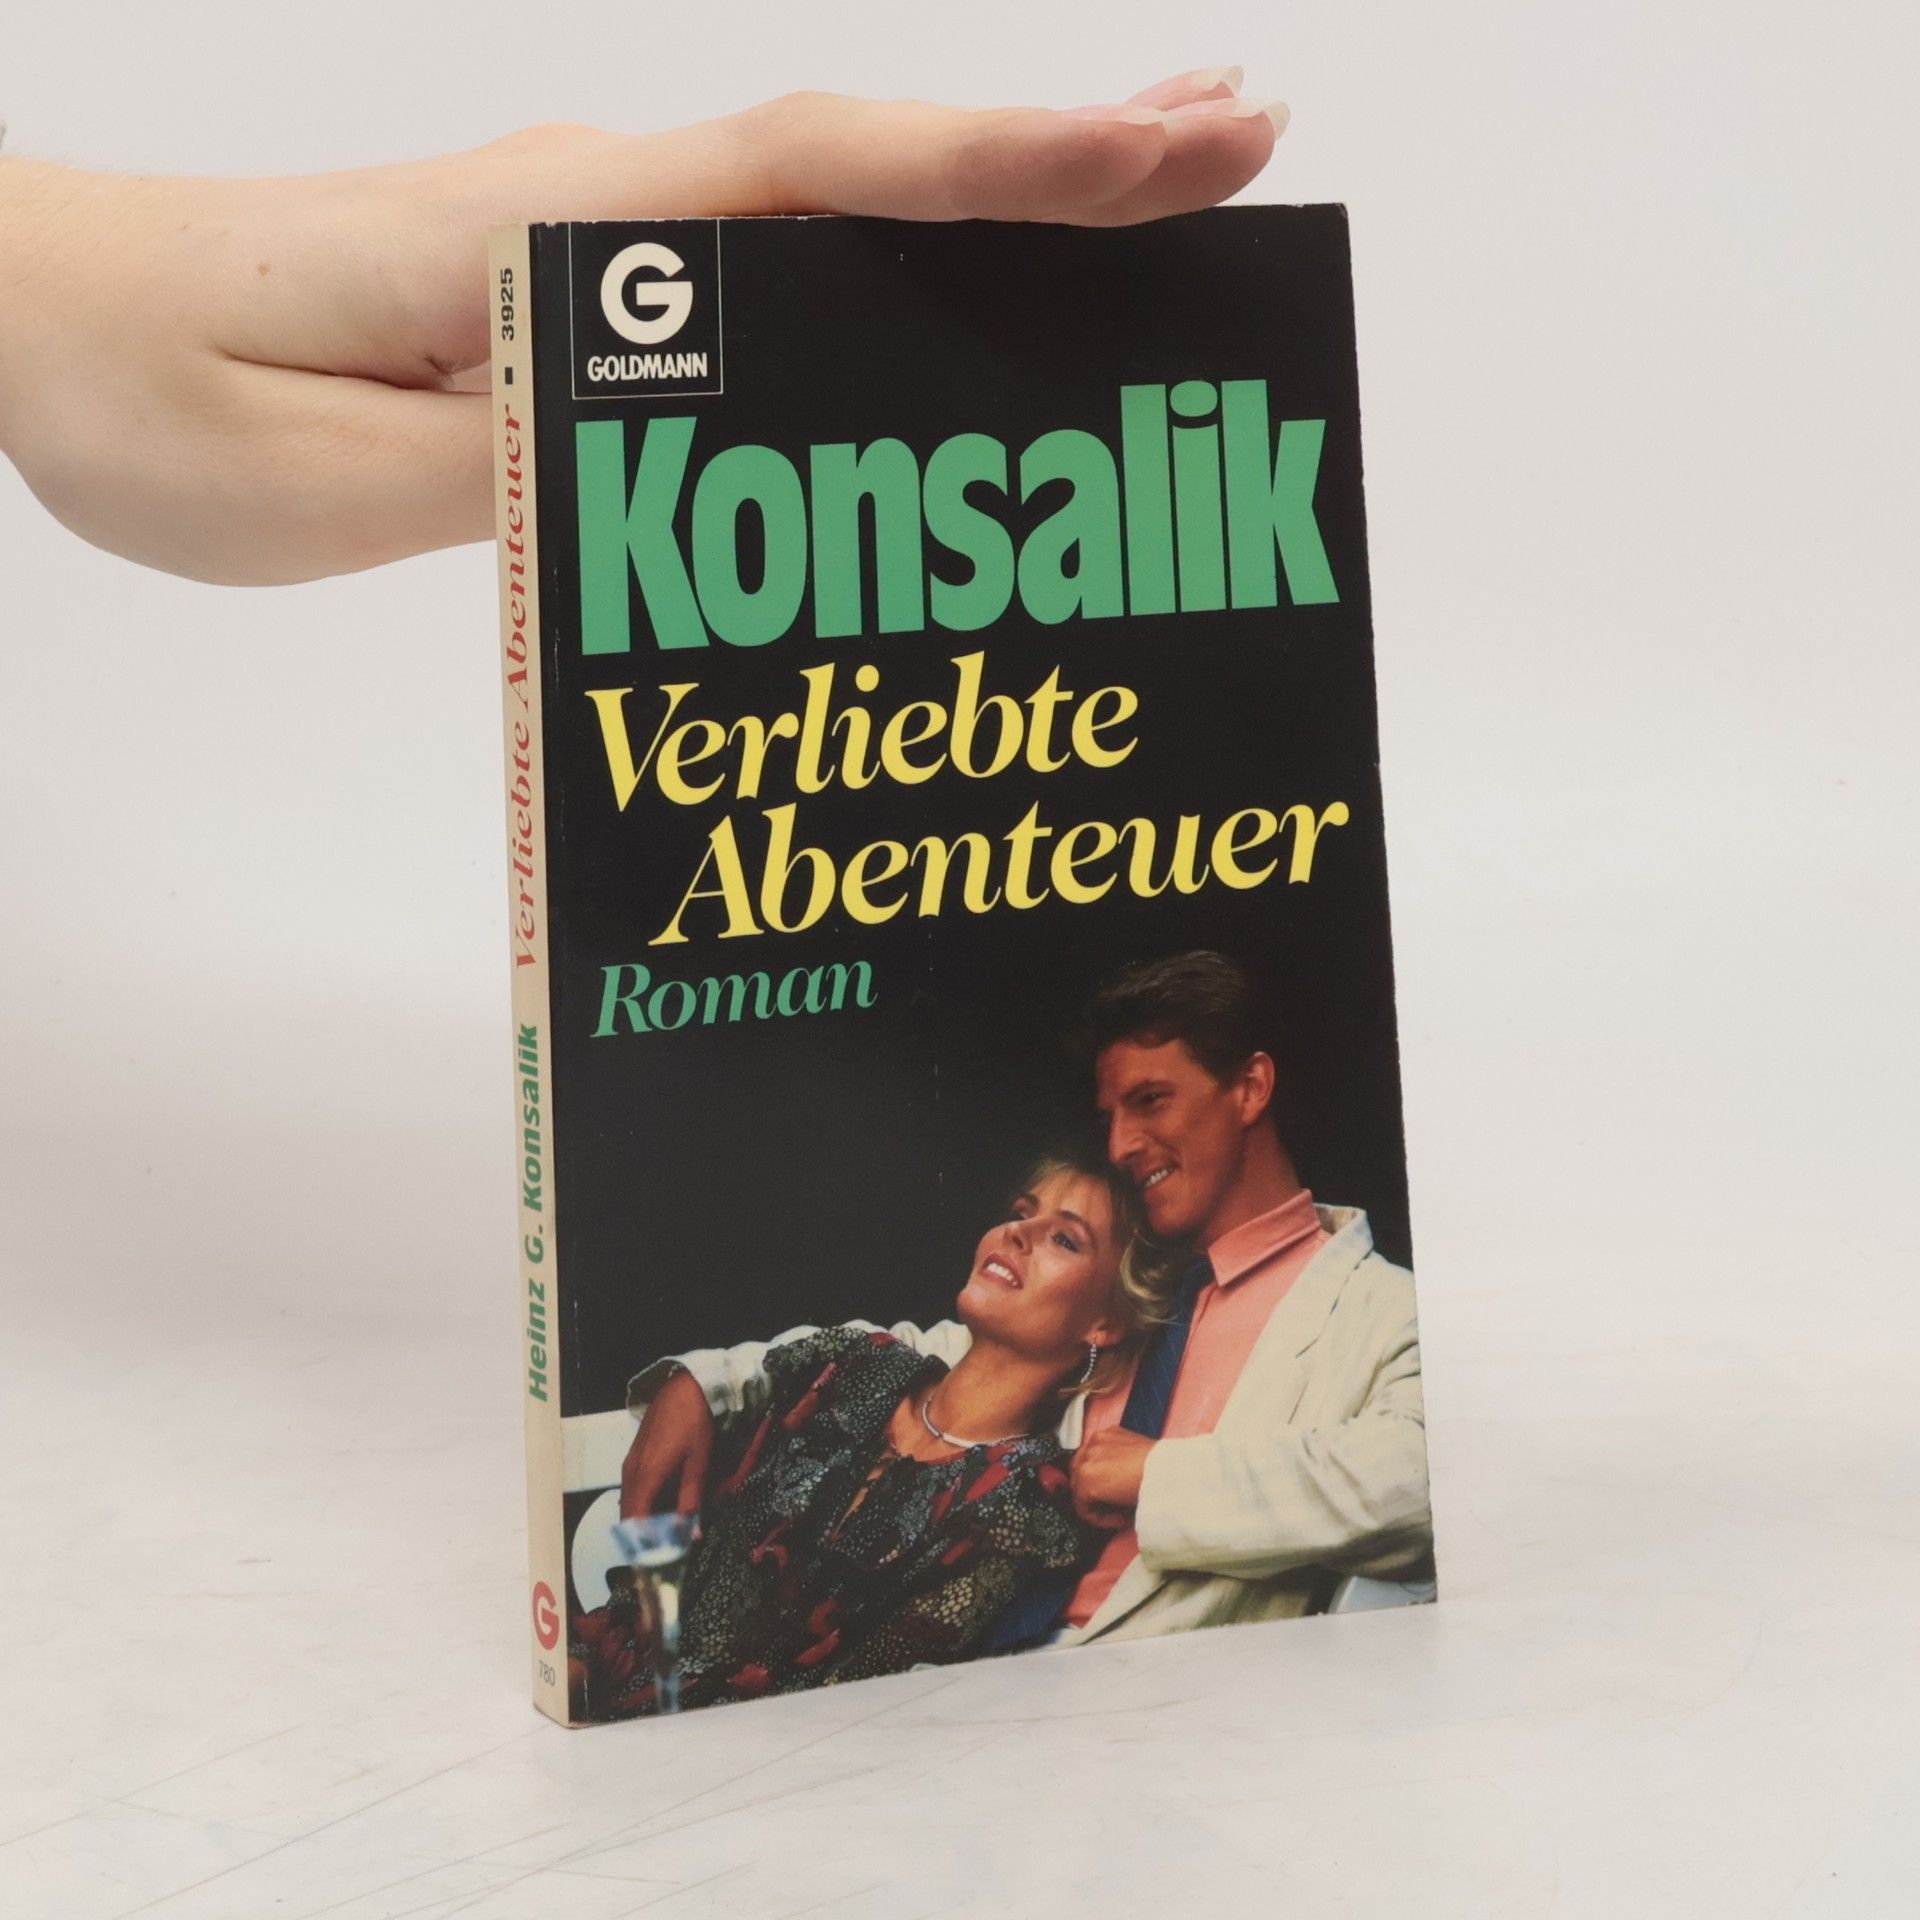 GOLDMANN
Konsalik
Verliebte
Abenteuer
Roman
Heinz G. Konsalik Verliebte Abenteuer ■ 3925
G
780